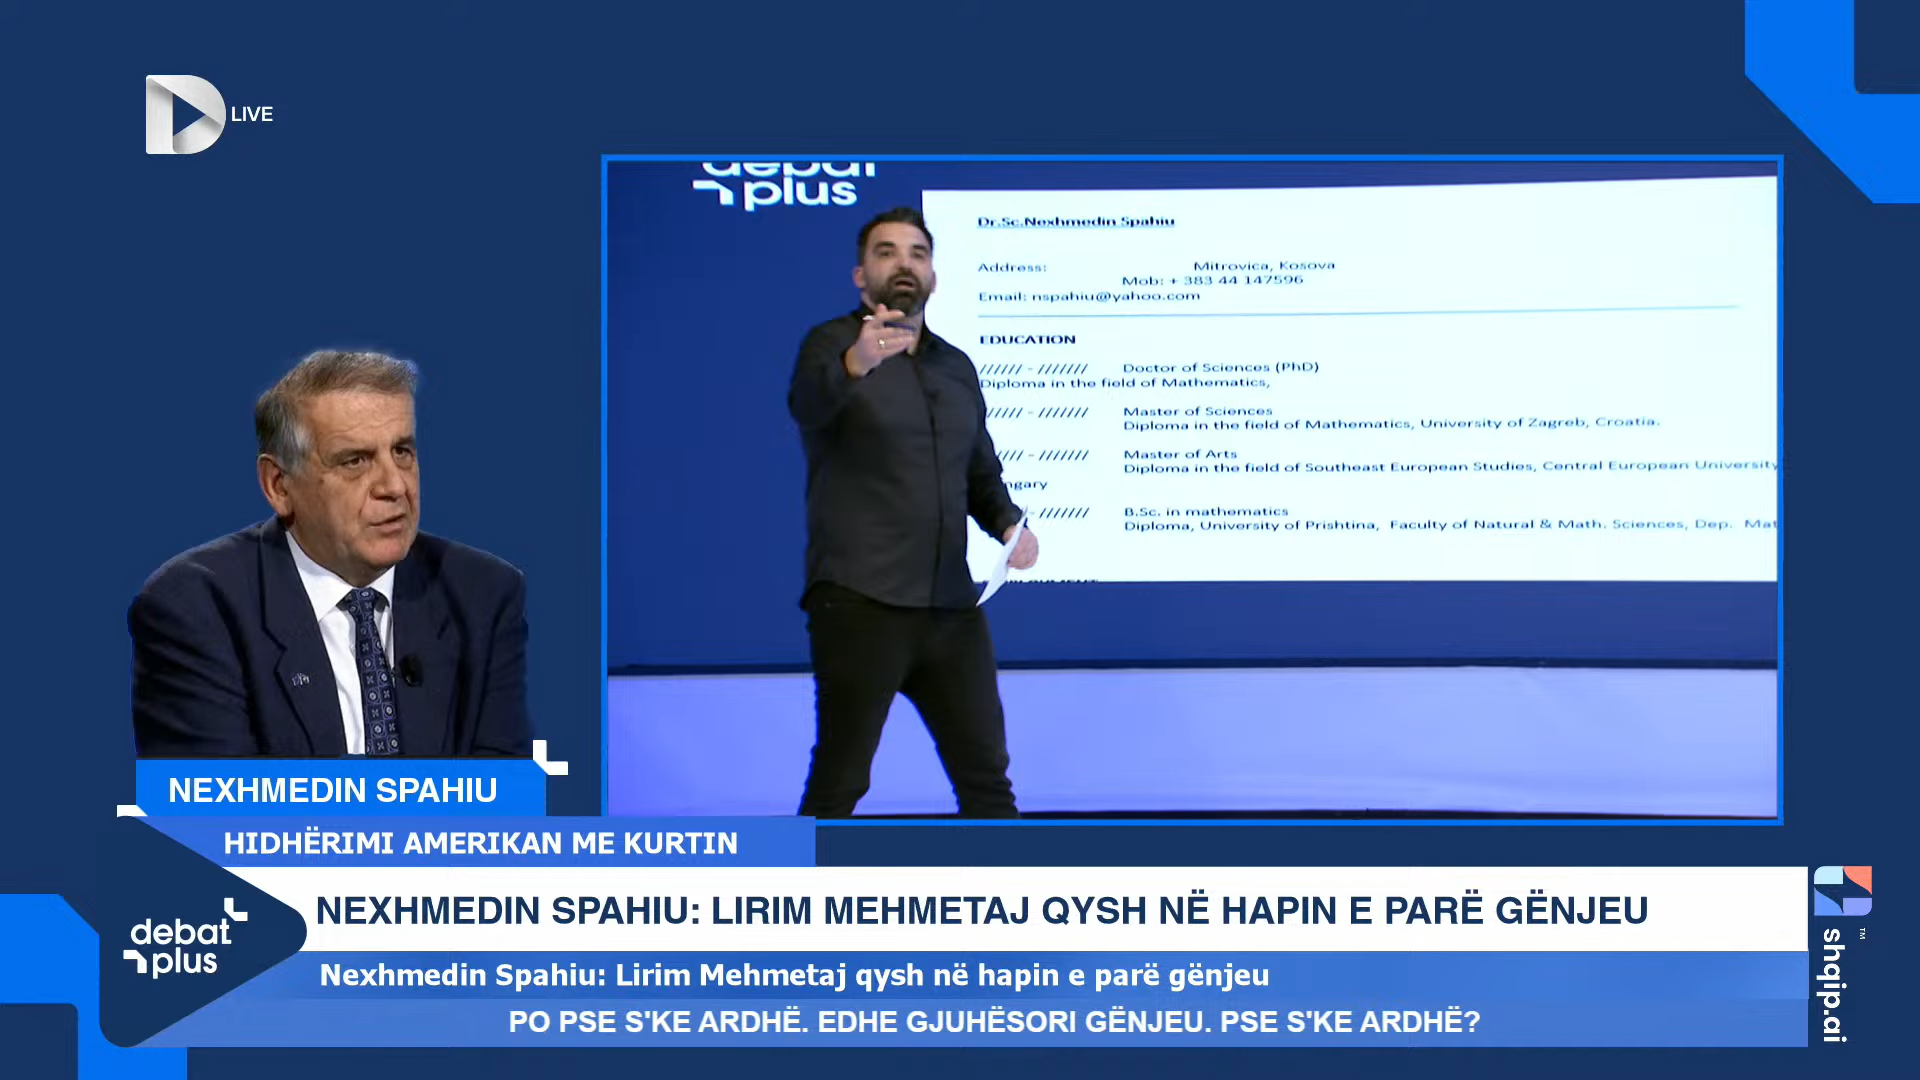 LIVE
debat
plus
Dr.Sc.Nexhmedin Spahiu
Address: Mitrovica, Kosova
Mob: + 383 44 147596
Email: nspahiu@yahoo.com
EDUCATION
////// - /////// Doctor of Sciences (PhD)
Diploma in the field of Mathematics,
///// - /////// Master of Sciences
Diploma in the field of Mathematics, University of Zagreb, Croatia.
//// - /////// Master of Arts
Diploma in the field of Southeast European Studies, Central European University
ngary
- /////// B.Sc. in mathematics
Diploma, University of Prishtina, Faculty of Natural & Math. Sciences, Dep. Mat
NEXHMEDIN SPAHIU
HIDHËRIMI AMERIKAN ME KURTIN
debat
plus
NEXHMEDIN SPAHIU: LIRIM MEHMETAJ QYSH NË HAPIN E PARË GËNJEU
Nexhmedin Spahiu: Lirim Mehmetaj qysh në hapin e parë gënjeu
PO PSE S'KE ARDHË. EDHE GJUHËSORI GËNJEU. PSE S'KE ARDHË?
shqip.ai ™